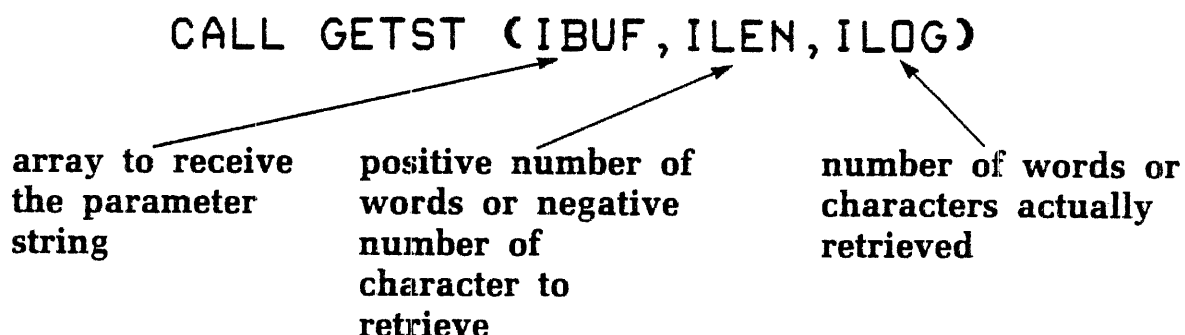 CALL GETST (IBUF,ILEN,ILOG)
array to receive
the parameter
string
positive number of
words or negative
number of
character to
retrieve
number of words or
characters actually
retrieved